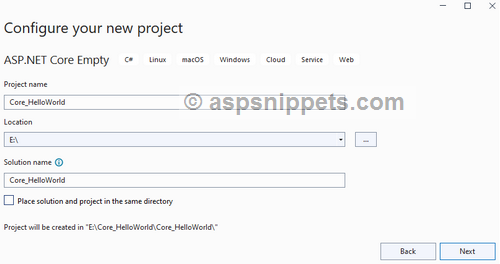 Configure your new project
ASP.NET Core Empty C# Linux macOS Windows Cloud Service Web
Project name
Core_HelloWorld
© aspsnippets.com
Location
E:\
...
Solution name
Core_HelloWorld
Place solution and project in the same directory
Project will be created in "E:\Core_HelloWorld\Core_HelloWorld\"
Back Next